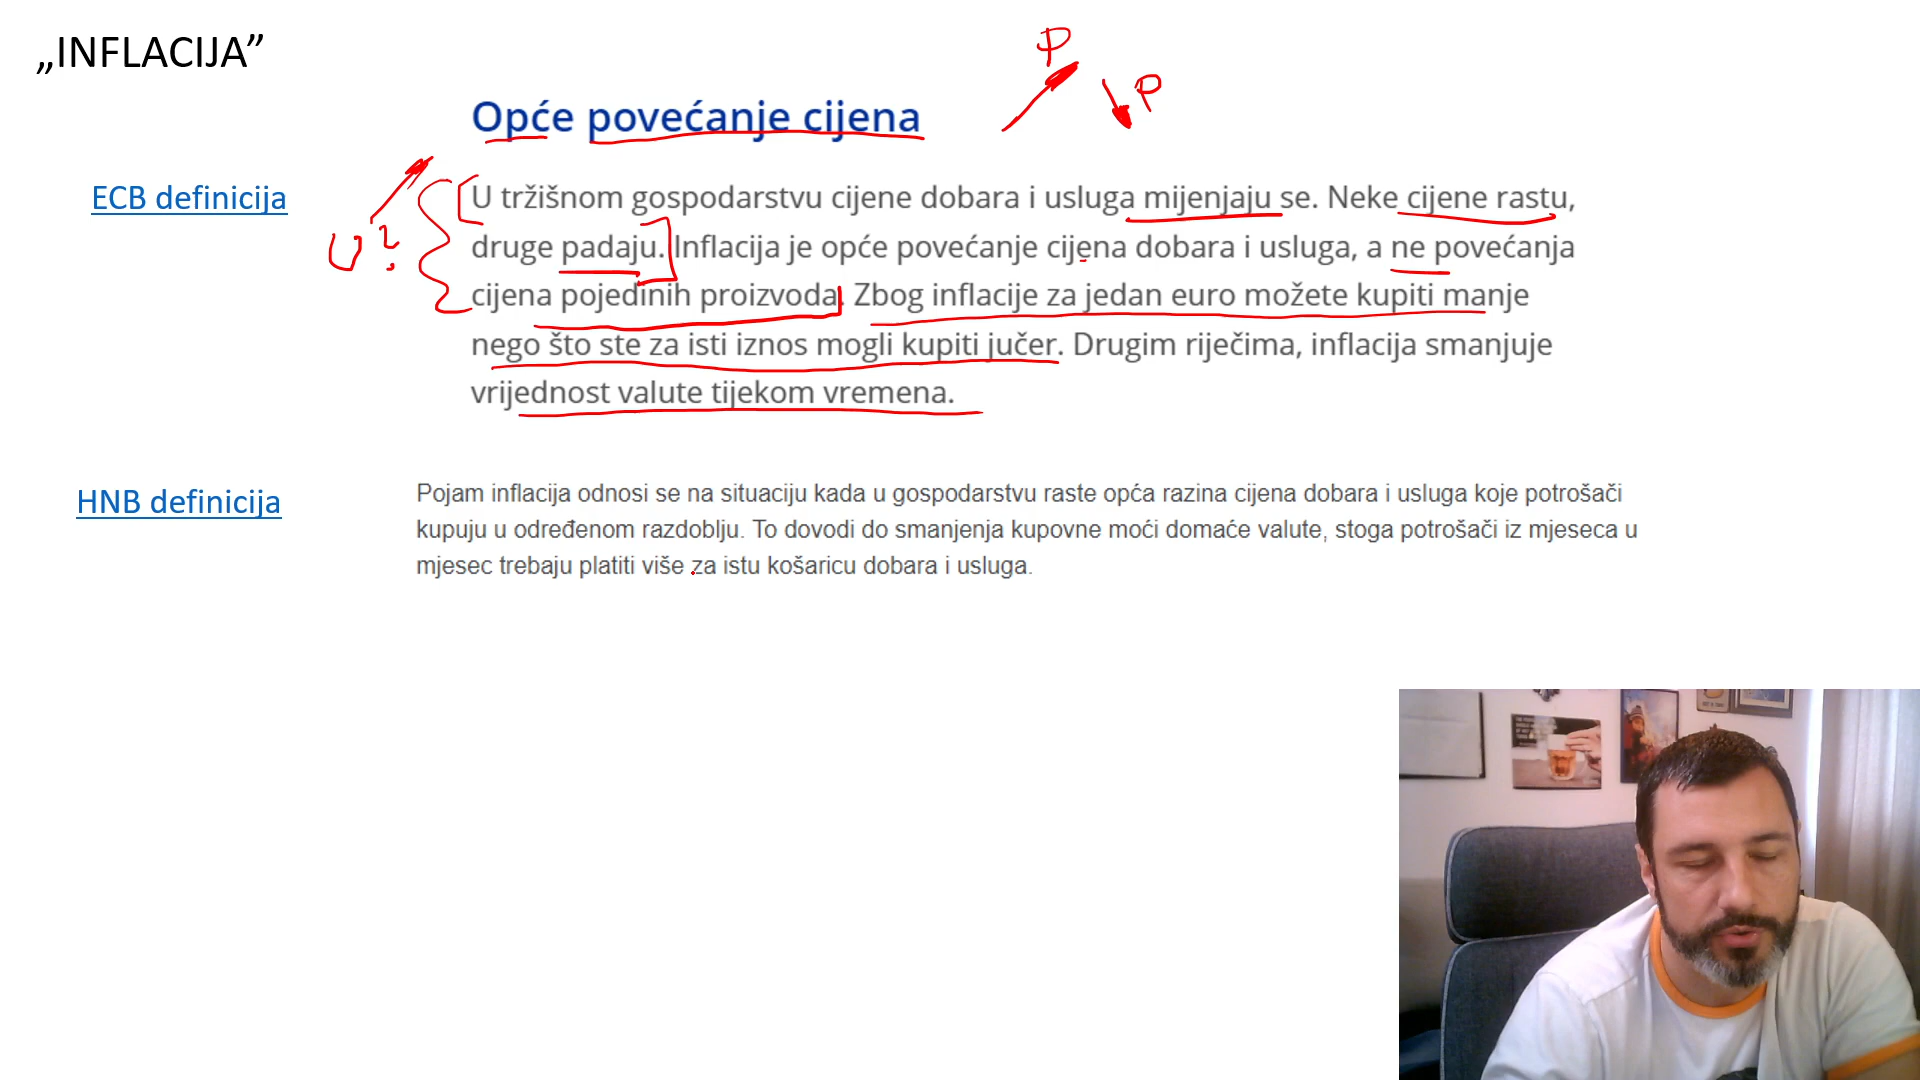 „INFLACIJA”
P
P
Opće povećanje cijena
ECB definicija
U tržišnom gospodarstvu cijene dobara i usluga mijenjaju se. Neke cijene rastu,
druge padaju. Inflacija je opće povećanje cijena dobara i usluga, a ne povećanja
cijena pojedinih proizvoda. Zbog inflacije za jedan euro možete kupiti manje
nego što ste za isti iznos mogli kupiti jučer. Drugim riječima, inflacija smanjuje
vrijednost valute tijekom vremena.
U?
HNB definicija
Pojam inflacija odnosi se na situaciju kada u gospodarstvu raste opća razina cijena dobara i usluga koje potrošači
kupuju u određenom razdoblju. To dovodi do smanjenja kupovne moći domaće valute, stoga potrošači iz mjeseca u
mjesec trebaju platiti više za istu košaricu dobara i usluga.